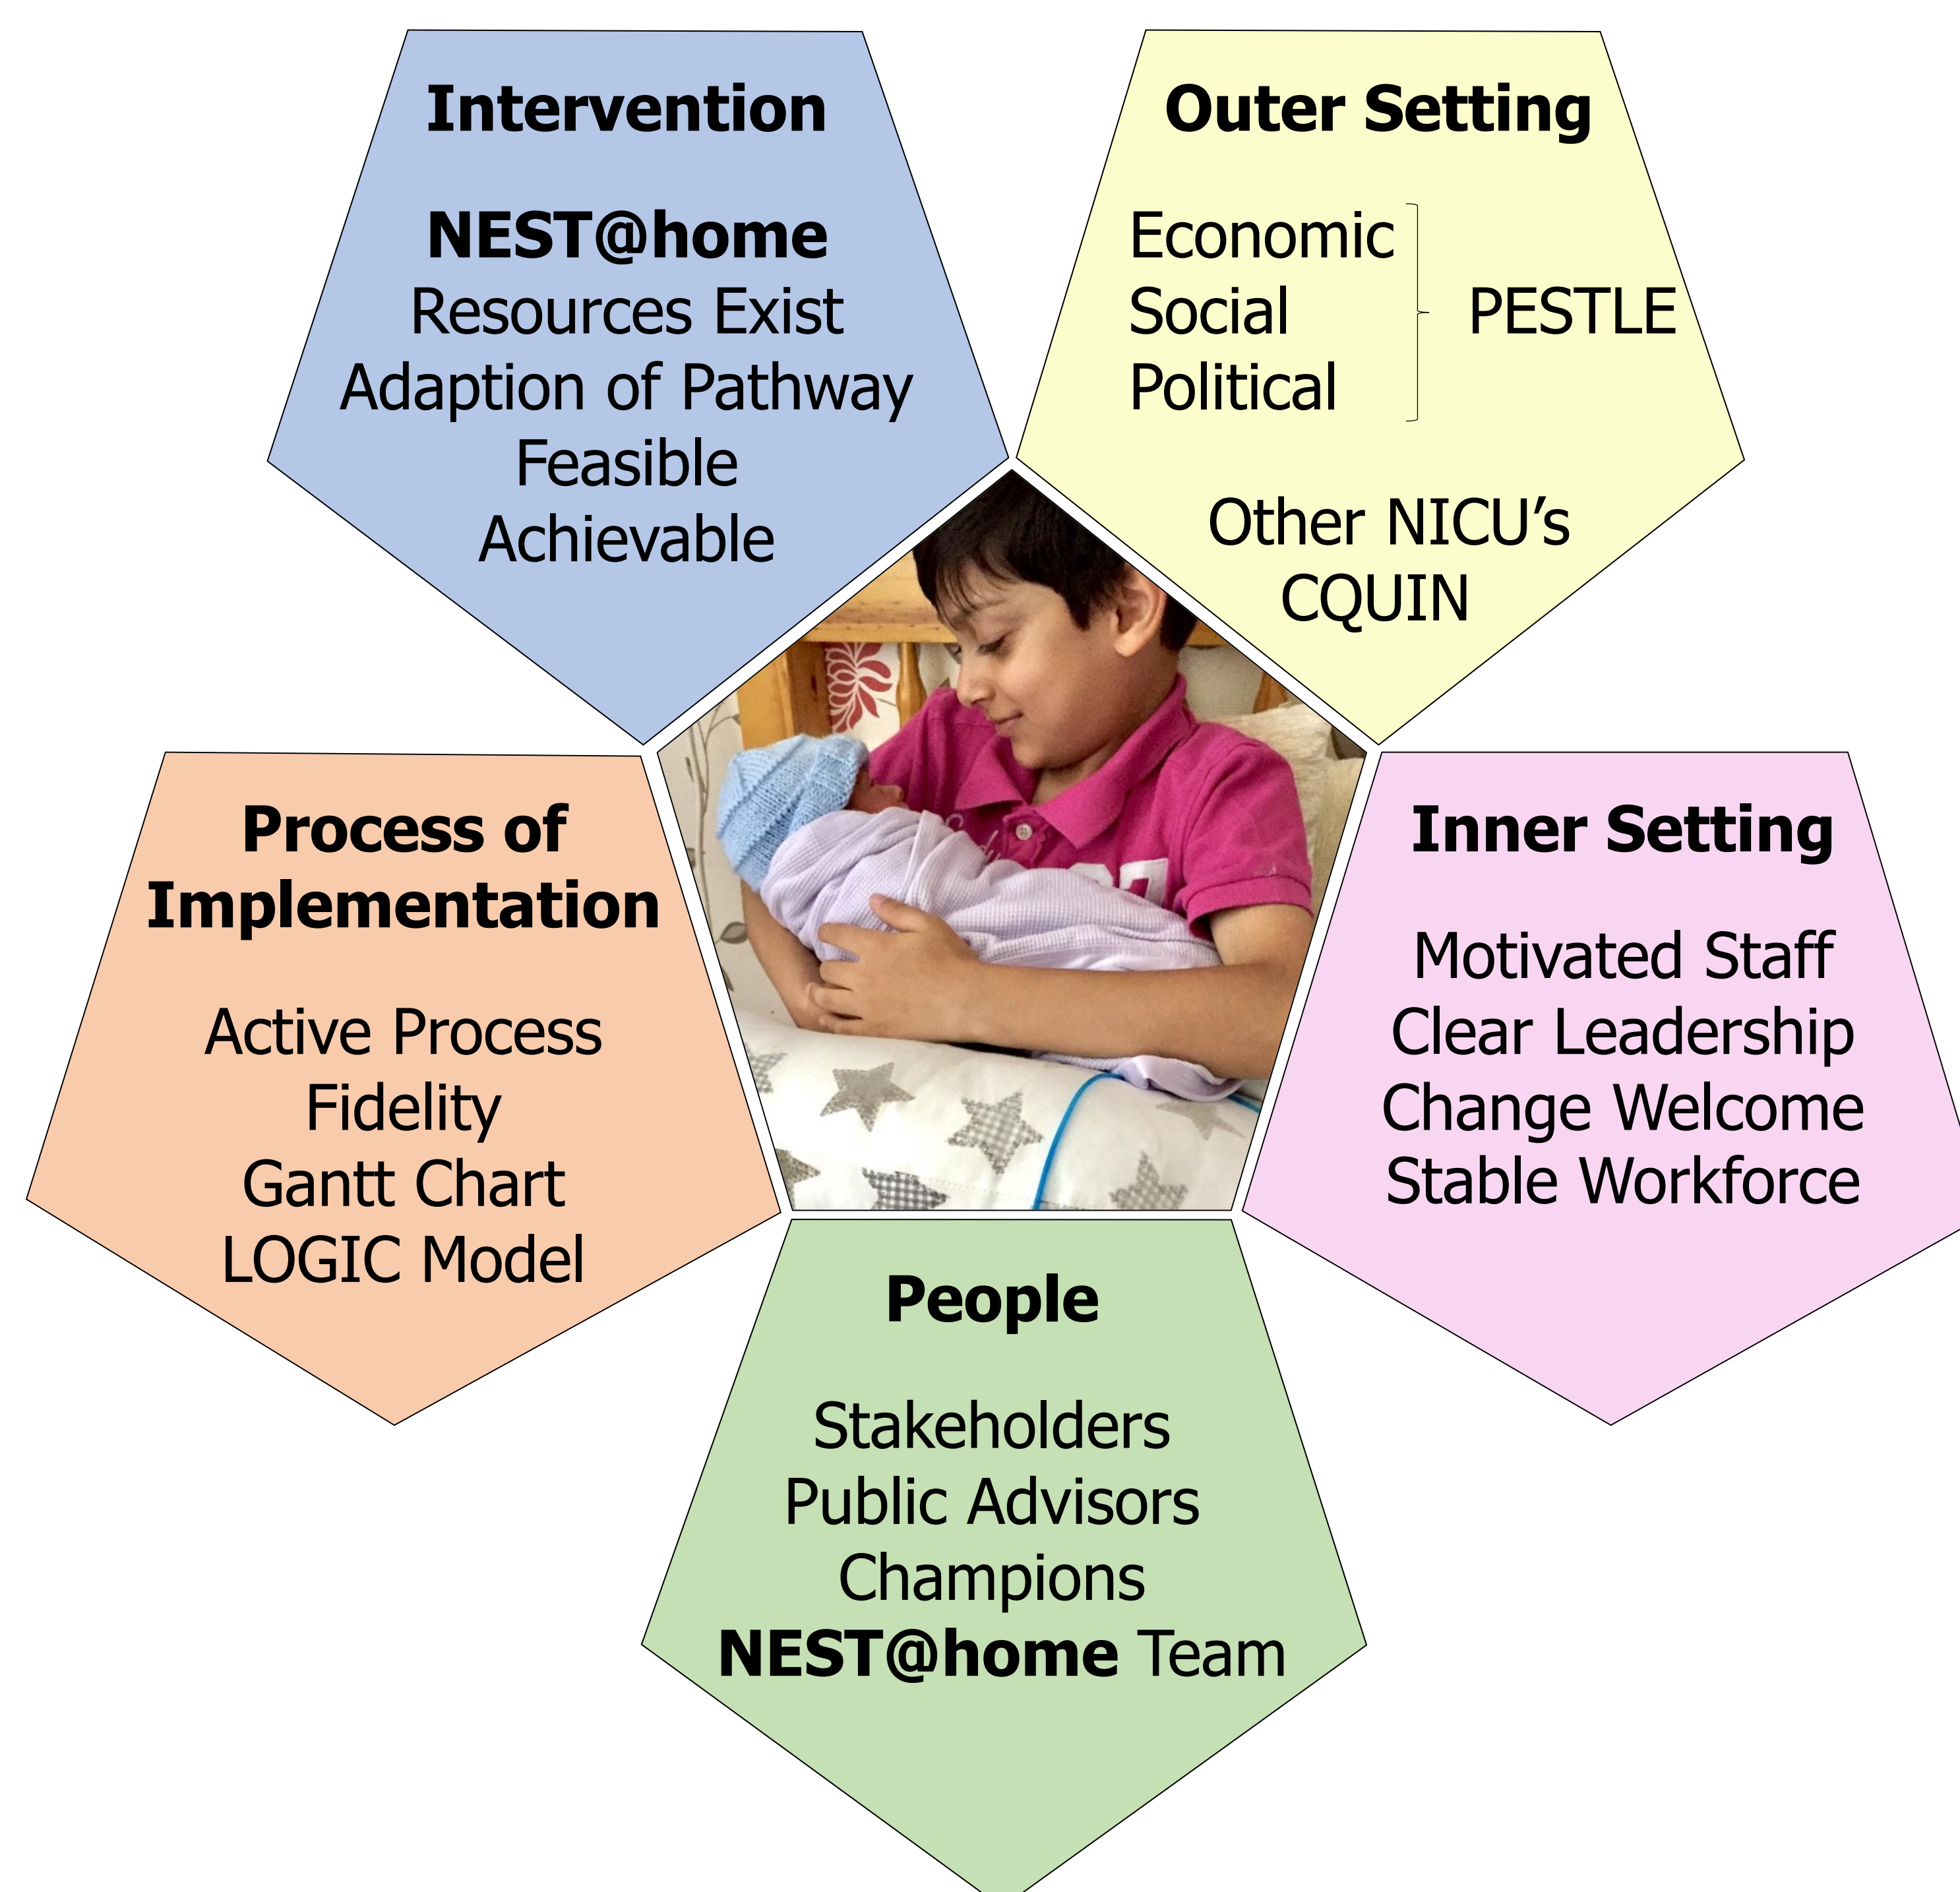 Intervention
NEST@home
Resources Exist
Adaption of Pathway
Feasible
Achievable
Outer Setting
Economic
Social
Political
PESTLE
Other NICU’s
CQUIN
Process of
Implementation
Active Process
Fidelity
Gantt Chart
LOGIC Model
Inner Setting
Motivated Staff
Clear Leadership
Change Welcome
Stable Workforce
People
Stakeholders
Public Advisors
Champions
NEST@home Team